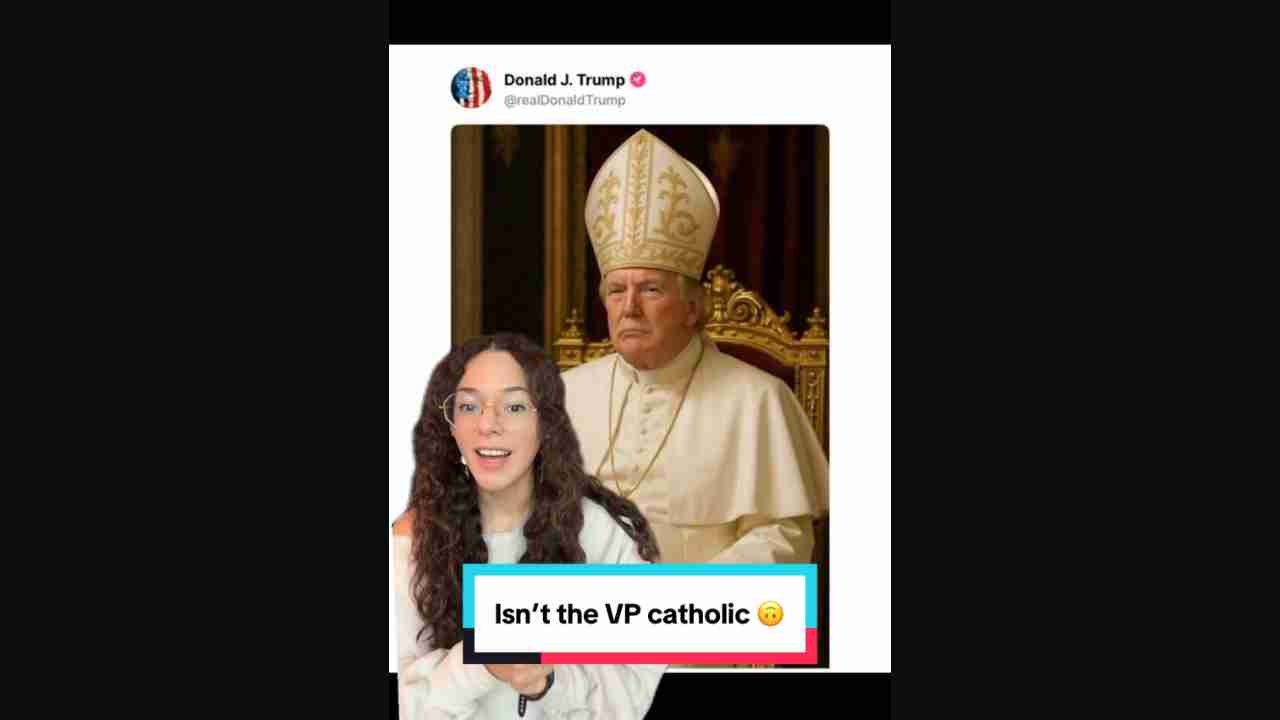 Donald J. Trump
@realDonaldTrump
Isn’t the VP catholic 🙃